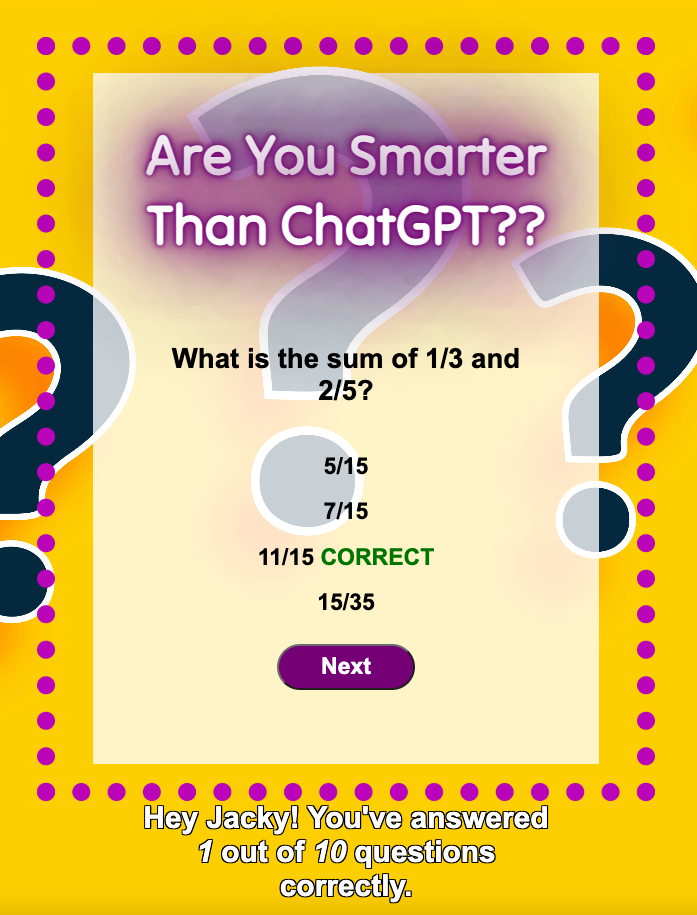 Are You Smarter
Than ChatGPT??
What is the sum of 1/3 and
2/5?
5/15
7/15
11/15 CORRECT
15/35
Next
Hey Jacky! You've answered
1 out of 10 questions
correctly.